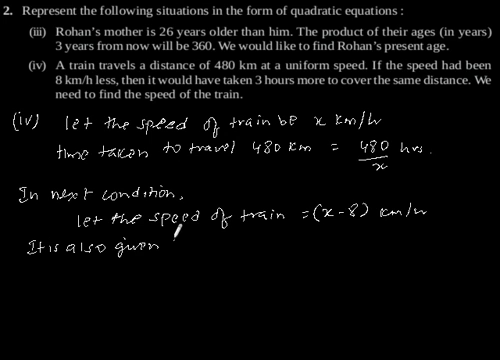 2. Represent the following situations in the form of quadratic equations :
(iii) Rohan's mother is 26 years older than him. The product of their ages (in years)
3 years from now will be 360. We would like to find Rohan's present age.
(iv) A train travels a distance of 480 km at a uniform speed. If the speed had been
8 km/h less, then it would have taken 3 hours more to cover the same distance. We
need to find the speed of the train.
(iv) let the speed of train be x km/hr
time taken to travel 480 km = 480/x hrs.
In next condition,
let the speed of train = (x-8) km/hr
It is also given